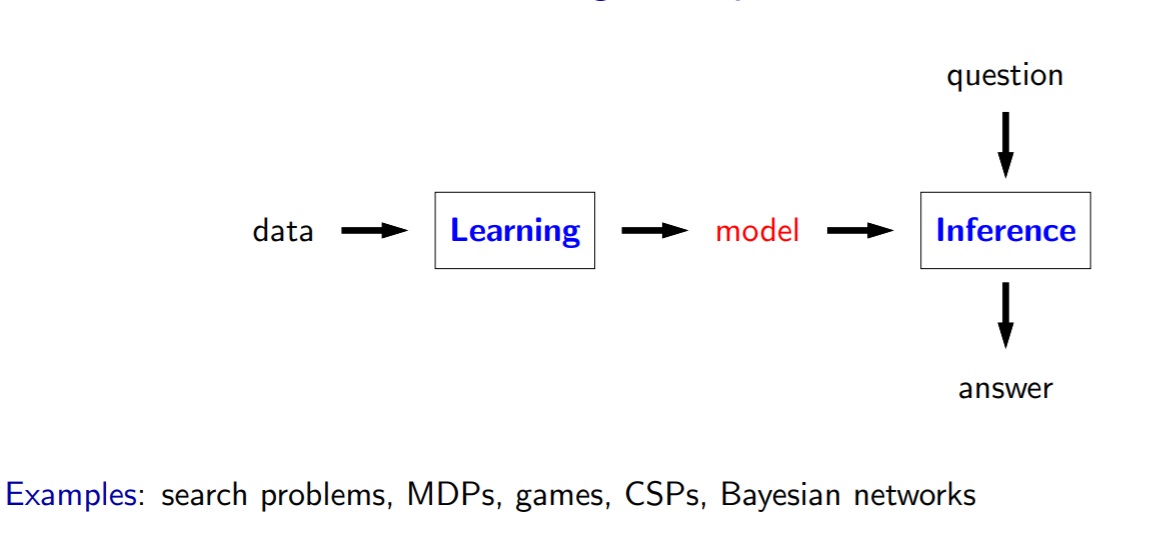 question
data
Learning
model
Inference
answer
Examples: search problems, MDPs, games, CSPs, Bayesian networks